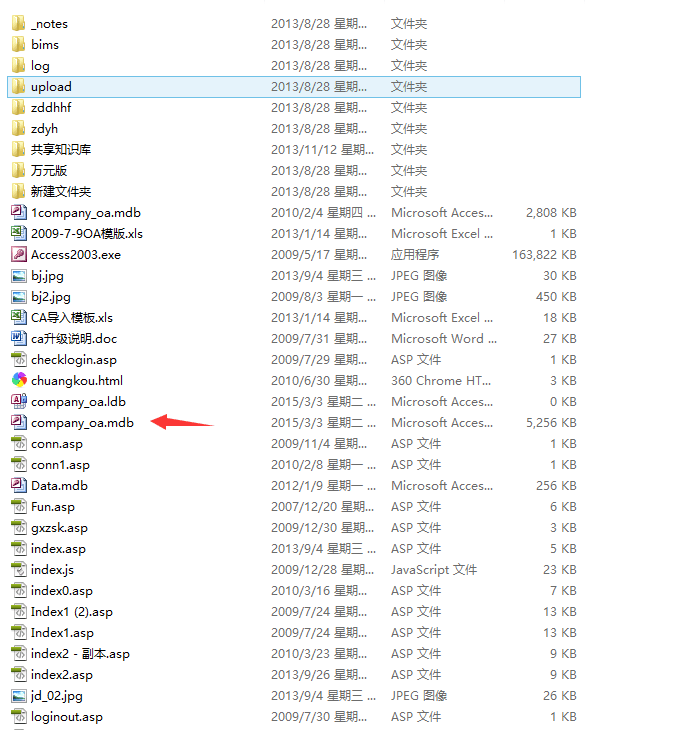 _notes 2013/8/28 星期... 文件夹
bims 2013/8/28 星期... 文件夹
log 2013/8/28 星期... 文件夹
upload 2013/8/28 星期... 文件夹
zddhhf 2013/8/28 星期... 文件夹
zdyh 2013/8/28 星期... 文件夹
共享知识库 2013/11/12 星期... 文件夹
万元版 2013/8/28 星期... 文件夹
新建文件夹 2013/8/28 星期... 文件夹
1company_oa.mdb 2010/2/4 星期四 ... Microsoft Acces... 2,808 KB
2009-7-9OA模版.xls 2013/1/14 星期... Microsoft Excel ... 1 KB
Access2003.exe 2009/5/17 星期... 应用程序 163,822 KB
bj.jpg 2013/9/4 星期三 ... JPEG 图像 30 KB
bj2.jpg 2009/8/3 星期一 ... JPEG 图像 450 KB
CA导入模板.xls 2013/1/14 星期... Microsoft Excel ... 18 KB
ca升级说明.doc 2009/7/31 星期... Microsoft Word ... 27 KB
checklogin.asp 2009/7/29 星期... ASP 文件 1 KB
chuangkou.html 2010/6/30 星期... 360 Chrome HT... 3 KB
company_oa.ldb 2015/3/3 星期二 ... Microsoft Acces... 0 KB
company_oa.mdb 2015/3/3 星期二 ... Microsoft Acces... 5,256 KB
conn.asp 2009/11/4 星期... ASP 文件 1 KB
conn1.asp 2010/2/8 星期一 ... ASP 文件 1 KB
Data.mdb 2012/1/9 星期一 ... Microsoft Acces... 256 KB
Fun.asp 2007/12/20 星期... ASP 文件 6 KB
gxzsk.asp 2009/12/30 星期... ASP 文件 3 KB
index.asp 2013/9/4 星期三 ... ASP 文件 5 KB
index.js 2009/12/28 星期... JavaScript 文件 23 KB
index0.asp 2010/3/16 星期... ASP 文件 7 KB
Index1 (2).asp 2009/7/24 星期... ASP 文件 13 KB
Index1.asp 2009/7/24 星期... ASP 文件 13 KB
index2 - 副本.asp 2010/3/23 星期... ASP 文件 9 KB
index2.asp 2013/9/26 星期... ASP 文件 9 KB
jd_02.jpg 2013/9/4 星期三 ... JPEG 图像 26 KB
loginout.asp 2009/7/30 星期... ASP 文件 1 KB